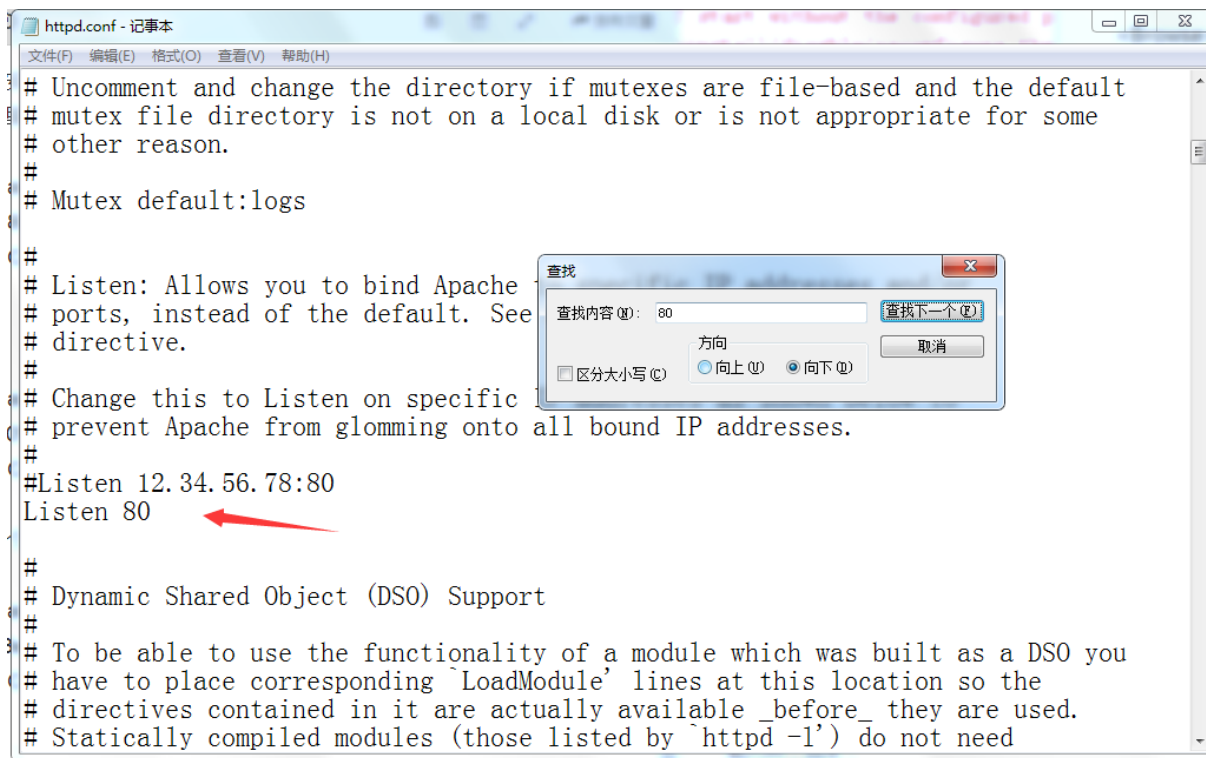 httpd.conf - 记事本
start without the configured p
文件(F) 编辑(E) 格式(O) 查看(V) 帮助(H)
# Uncomment and change the directory if mutexes are file-based and the default
# mutex file directory is not on a local disk or is not appropriate for some
# other reason.
#
# Mutex default:logs
#
# Listen: Allows you to bind Apache
# ports, instead of the default. See
# directive.
#
# Change this to Listen on specific
# prevent Apache from glomming onto all bound IP addresses.
#
#Listen 12.34.56.78:80
Listen 80
#
# Dynamic Shared Object (DSO) Support
#
# To be able to use the functionality of a module which was built as a DSO you
# have to place corresponding `LoadModule' lines at this location so the
# directives contained in it are actually available _before_ they are used.
# Statically compiled modules (those listed by `httpd -l') do not need
查找
查找内容(N): 80
查找下一个(F)
方向
取消
区分大小写(C)
向上(U) 向下(D)